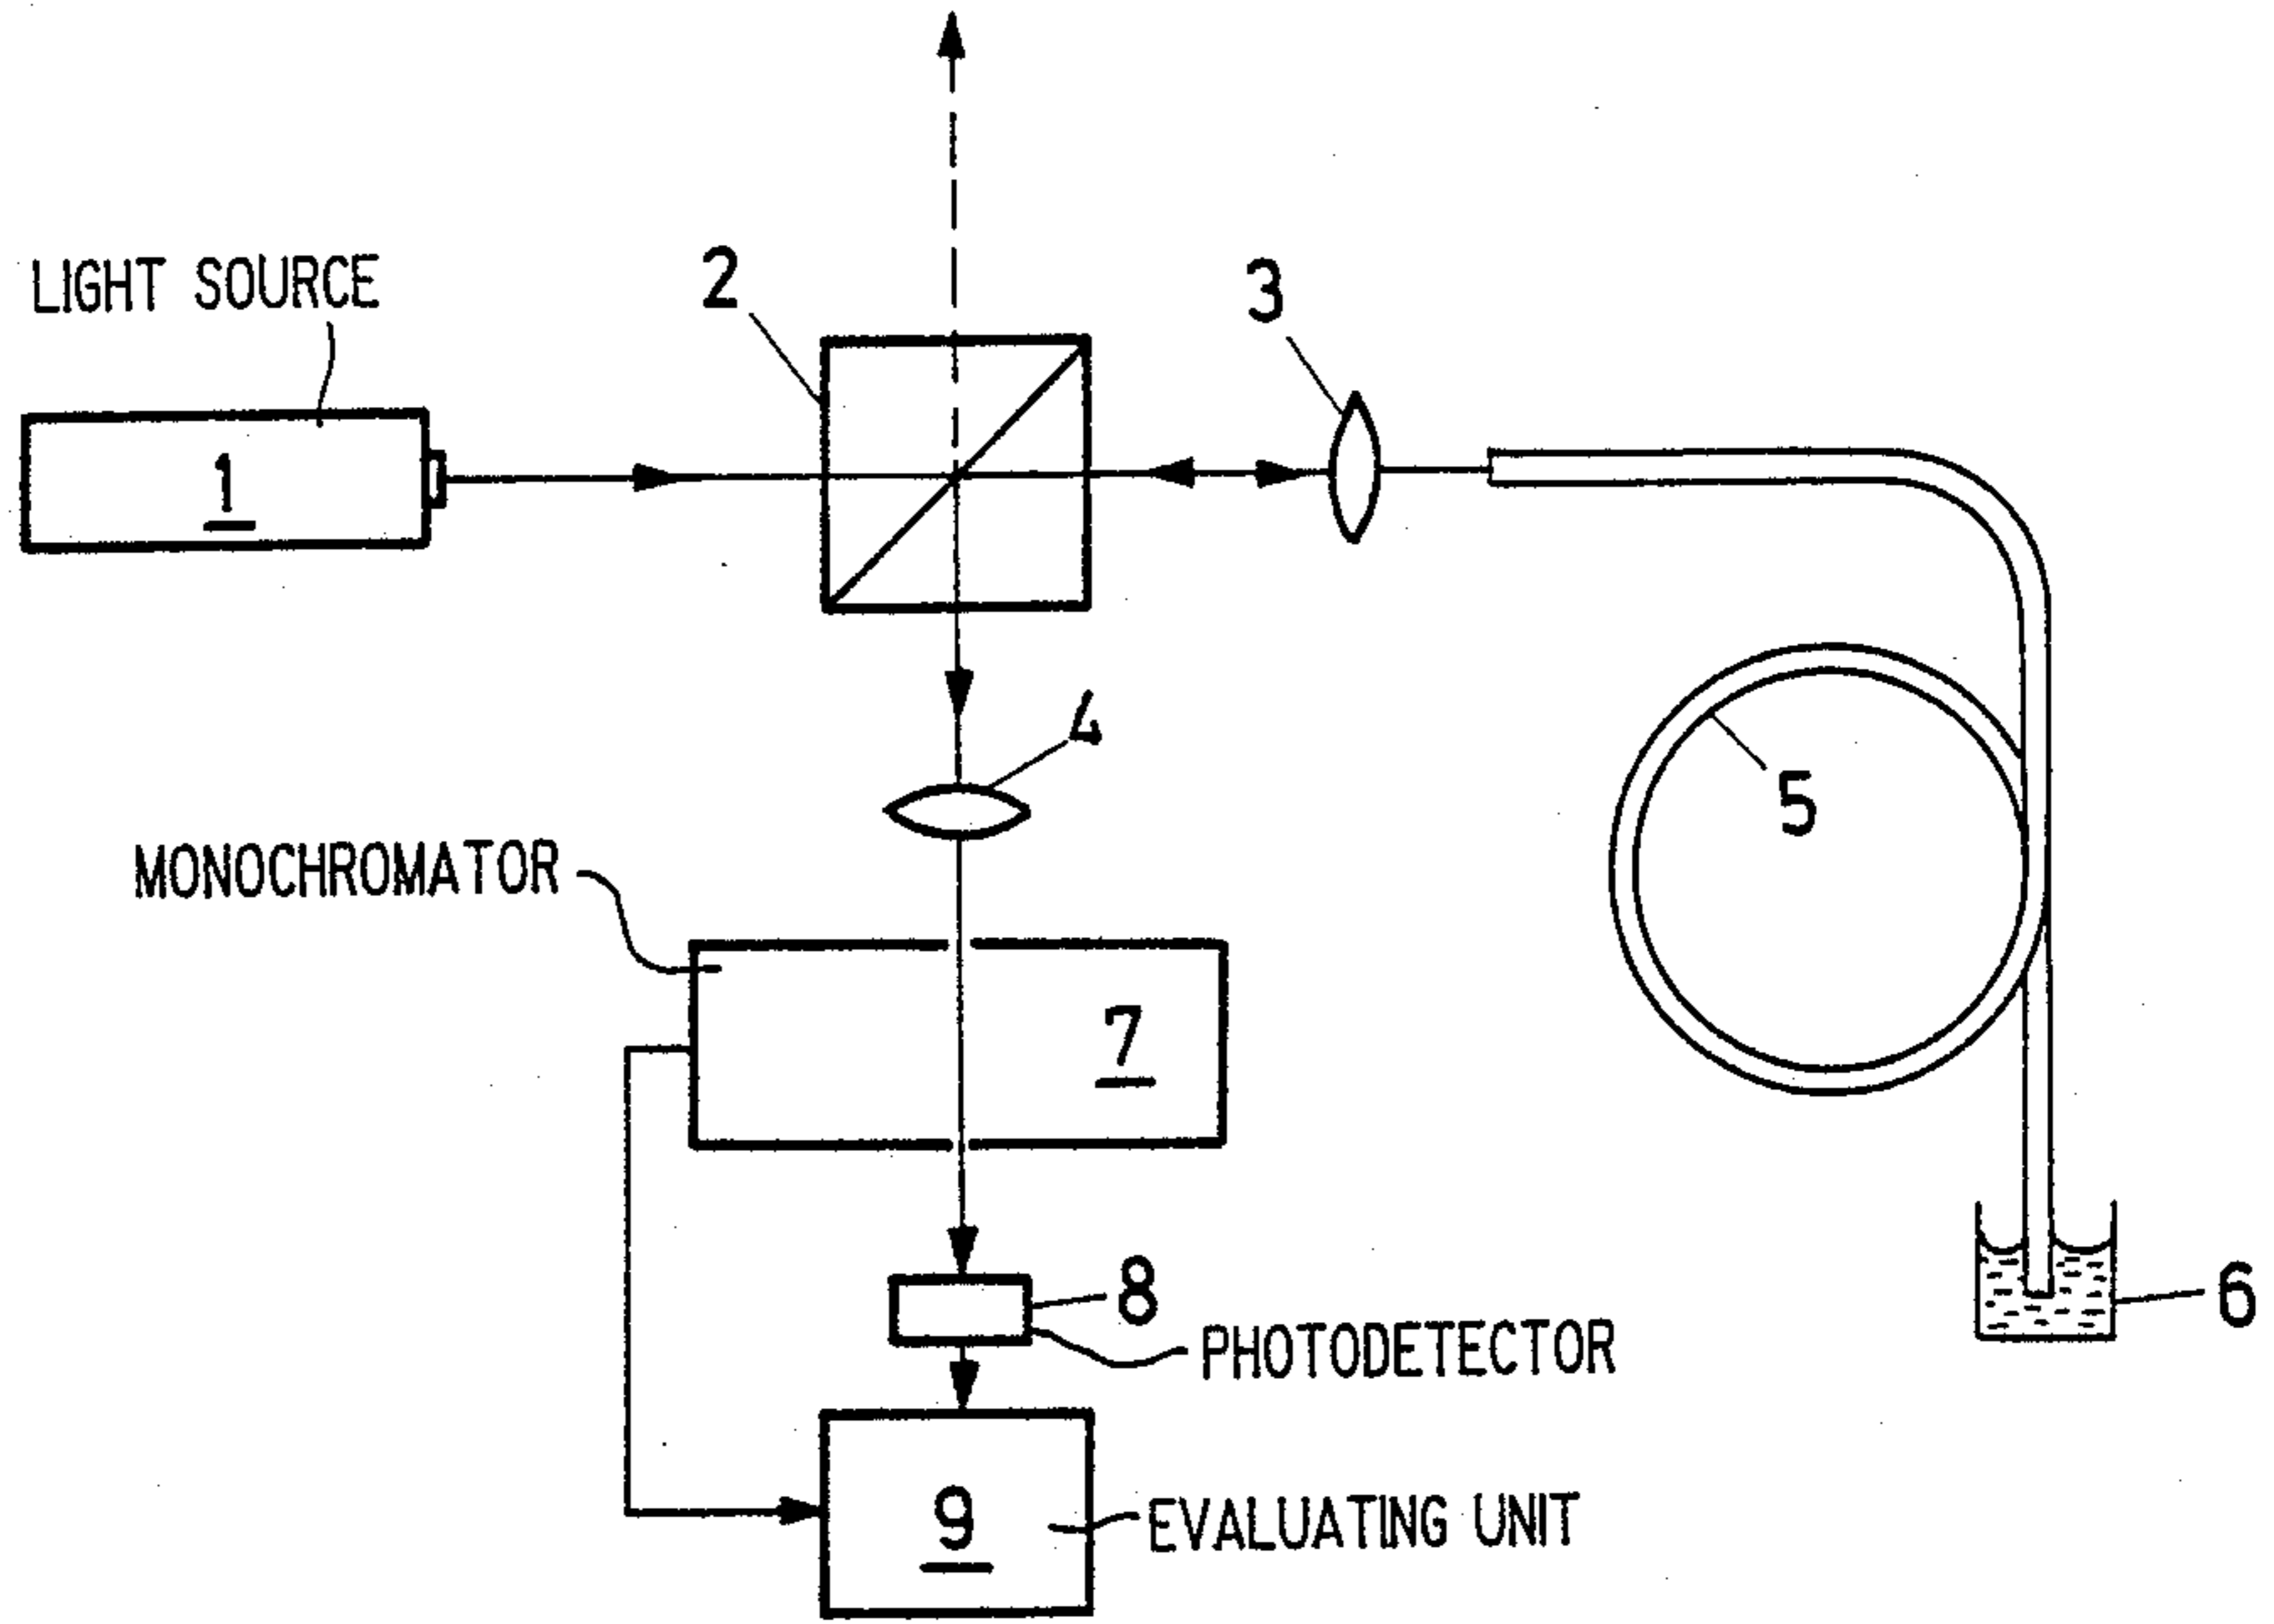 LIGHT SOURCE
1
2
3
4
5
MONOCHROMATOR
7
8
PHOTODETECTOR
6
9
EVALUATING UNIT